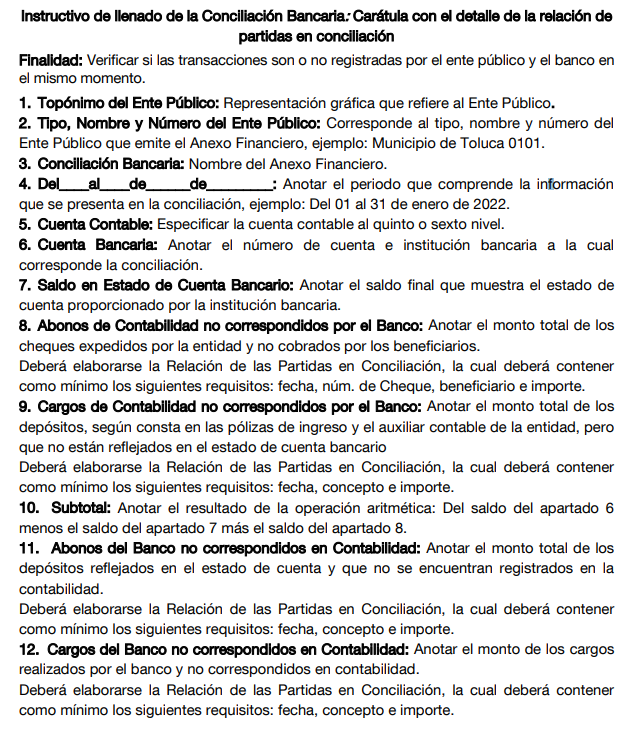 Instructivo de llenado de la Conciliación Bancaria: Carátula con el detalle de la relación de
partidas en conciliación
Finalidad: Verificar si las transacciones son o no registradas por el ente público y el banco en
el mismo momento.
1. Topónimo del Ente Público: Representación gráfica que refiere al Ente Público.
2. Tipo, Nombre y Número del Ente Público: Corresponde al tipo, nombre y número del
Ente Público que emite el Anexo Financiero, ejemplo: Municipio de Toluca 0101.
3. Conciliación Bancaria: Nombre del Anexo Financiero.
4. Del____al____de______de_________: Anotar el periodo que comprende la información
que se presenta en la conciliación, ejemplo: Del 01 al 31 de enero de 2022.
5. Cuenta Contable: Especificar la cuenta contable al quinto o sexto nivel.
6. Cuenta Bancaria: Anotar el número de cuenta e institución bancaria a la cual
corresponde la conciliación.
7. Saldo en Estado de Cuenta Bancario: Anotar el saldo final que muestra el estado de
cuenta proporcionado por la institución bancaria.
8. Abonos de Contabilidad no correspondidos por el Banco: Anotar el monto total de los
cheques expedidos por la entidad y no cobrados por los beneficiarios.
Deberá elaborarse la Relación de las Partidas en Conciliación, la cual deberá contener
como mínimo los siguientes requisitos: fecha, núm. de Cheque, beneficiario e importe.
9. Cargos de Contabilidad no correspondidos por el Banco: Anotar el monto total de los
depósitos, según consta en las pólizas de ingreso y el auxiliar contable de la entidad, pero
que no están reflejados en el estado de cuenta bancario
Deberá elaborarse la Relación de las Partidas en Conciliación, la cual deberá contener
como mínimo los siguientes requisitos: fecha, concepto e importe.
10. Subtotal: Anotar el resultado de la operación aritmética: Del saldo del apartado 6
menos el saldo del apartado 7 más el saldo del apartado 8.
11. Abonos del Banco no correspondidos en Contabilidad: Anotar el monto total de los
depósitos reflejados en el estado de cuenta y que no se encuentran registrados en la
contabilidad.
Deberá elaborarse la Relación de las Partidas en Conciliación, la cual deberá contener
como mínimo los siguientes requisitos: fecha, concepto e importe.
12. Cargos del Banco no correspondidos en Contabilidad: Anotar el monto de los cargos
realizados por el banco y no correspondidos en contabilidad.
Deberá elaborarse la Relación de las Partidas en Conciliación, la cual deberá contener
como mínimo los siguientes requisitos: fecha, concepto e importe.